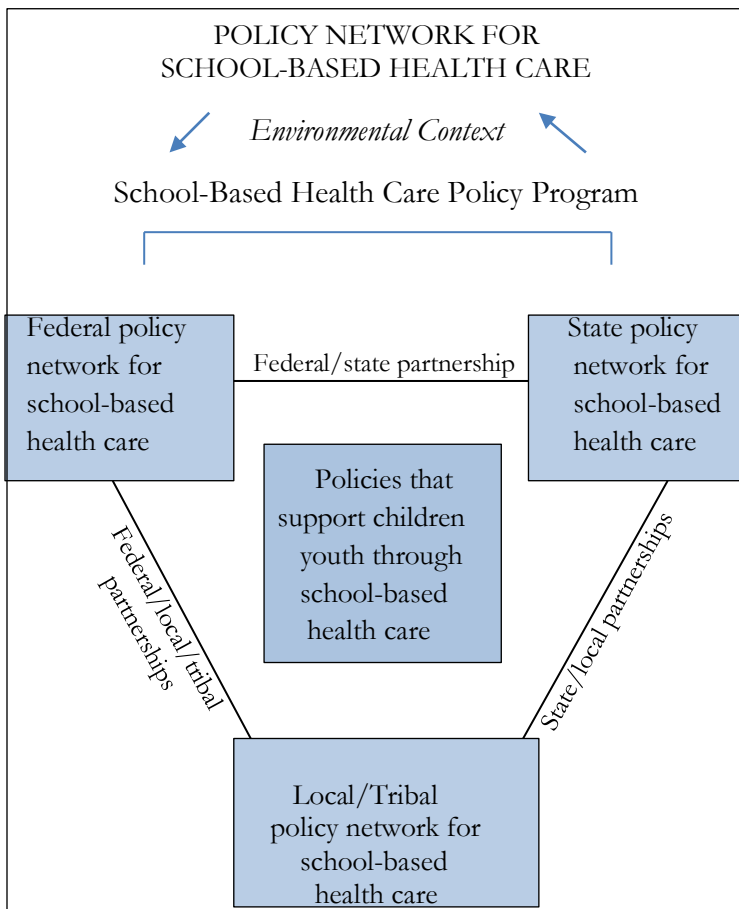 POLICY NETWORK FOR
SCHOOL-BASED HEALTH CARE
Environmental Context
School-Based Health Care Policy Program
Federal policy
network for
school-based
health care
Federal/state partnership
State policy
network for
school-based
health care
Policies that
support children
youth through
school-based
health care
Federal/local/tribal
partnerships
State/local partnerships
Local/Tribal
policy network for
school-based
health care